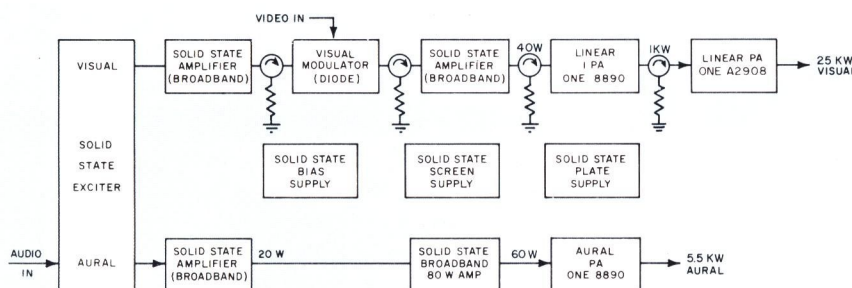 VIDEO IN
VISUAL
SOLID STATE
AMPLIFIER
(BROADBAND)
VISUAL
MODULATOR
(DIODE)
SOLID STATE
AMPLIFIER
(BROADBAND)
40W
LINEAR
I PA
ONE 8890
1KW
LINEAR PA
ONE A2908
25 KW
VISUAL
SOLID
STATE
EXCITER
SOLID STATE
BIAS
SUPPLY
SOLID STATE
SCREEN
SUPPLY
SOLID STATE
PLATE
SUPPLY
AUDIO
IN
AURAL
SOLID STATE
AMPLIFIER
(BROADBAND)
20 W
SOLID STATE
BROADBAND
80 W AMP
60W
AURAL
PA
ONE 8890
5.5 KW
AURAL